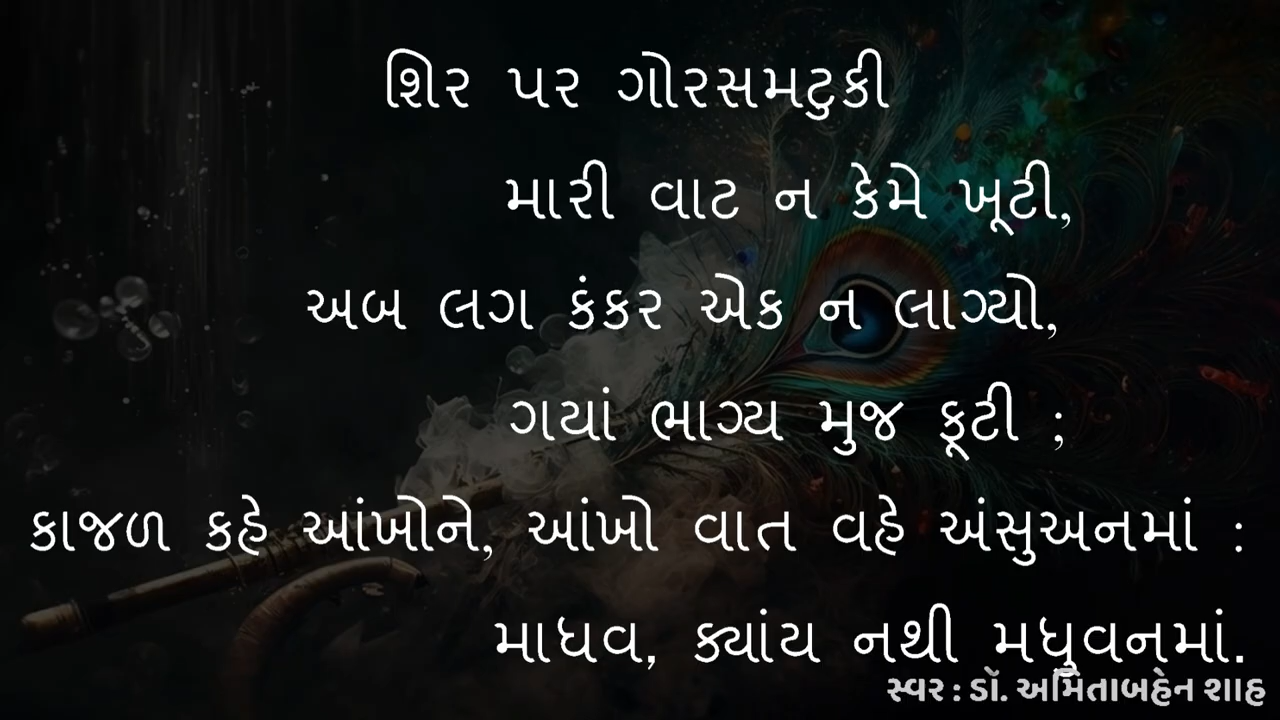 શિર પર ગોરસમટુકી
મારી વાટ ન કેમે ખૂટી,
અબ લગ કંકર એક ન લાગ્યો,
ગયાં ભાગ્ય મુજ ફૂટી ;
કાજળ કહે આંખોને, આંખો વાત વહે અંસુઅનમાં :
માધવ, ક્યાંય નથી મધુવનમાં.
સ્વર : ડૉ. અમિતાબહેન શાહ